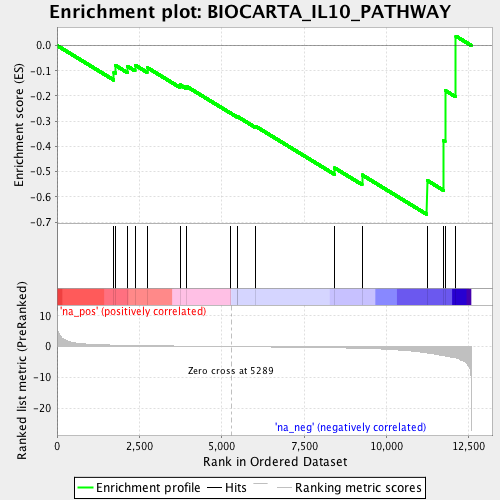 Enrichment plot: BIOCARTA_IL10_PATHWAY
Enrichment score (ES)
0.0
-0.1
-0.2
-0.3
-0.4
-0.5
-0.6
-0.7
'na_pos' (positively correlated)
Ranked list metric (PreRanked)
10
5
0
-5
-10
-20
Zero cross at 5289
'na_neg' (negatively correlated)
0 2,500 5,000 7,500 10,000 12,500
Rank in Ordered Dataset
Enrichment profile Hits Ranking metric scores